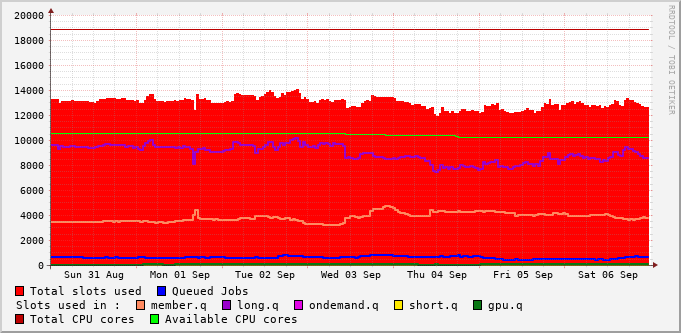 20000
18000
16000
14000
12000
10000
8000
6000
4000
2000
0
Sun 31 Aug Mon 01 Sep Tue 02 Sep Wed 03 Sep Thu 04 Sep Fri 05 Sep Sat 06 Sep
Total slots used Queued Jobs
Slots used in : member.q long.q ondemand.q short.q gpu.q
Total CPU cores Available CPU cores
RRDTOOL / TOBI OETIKER